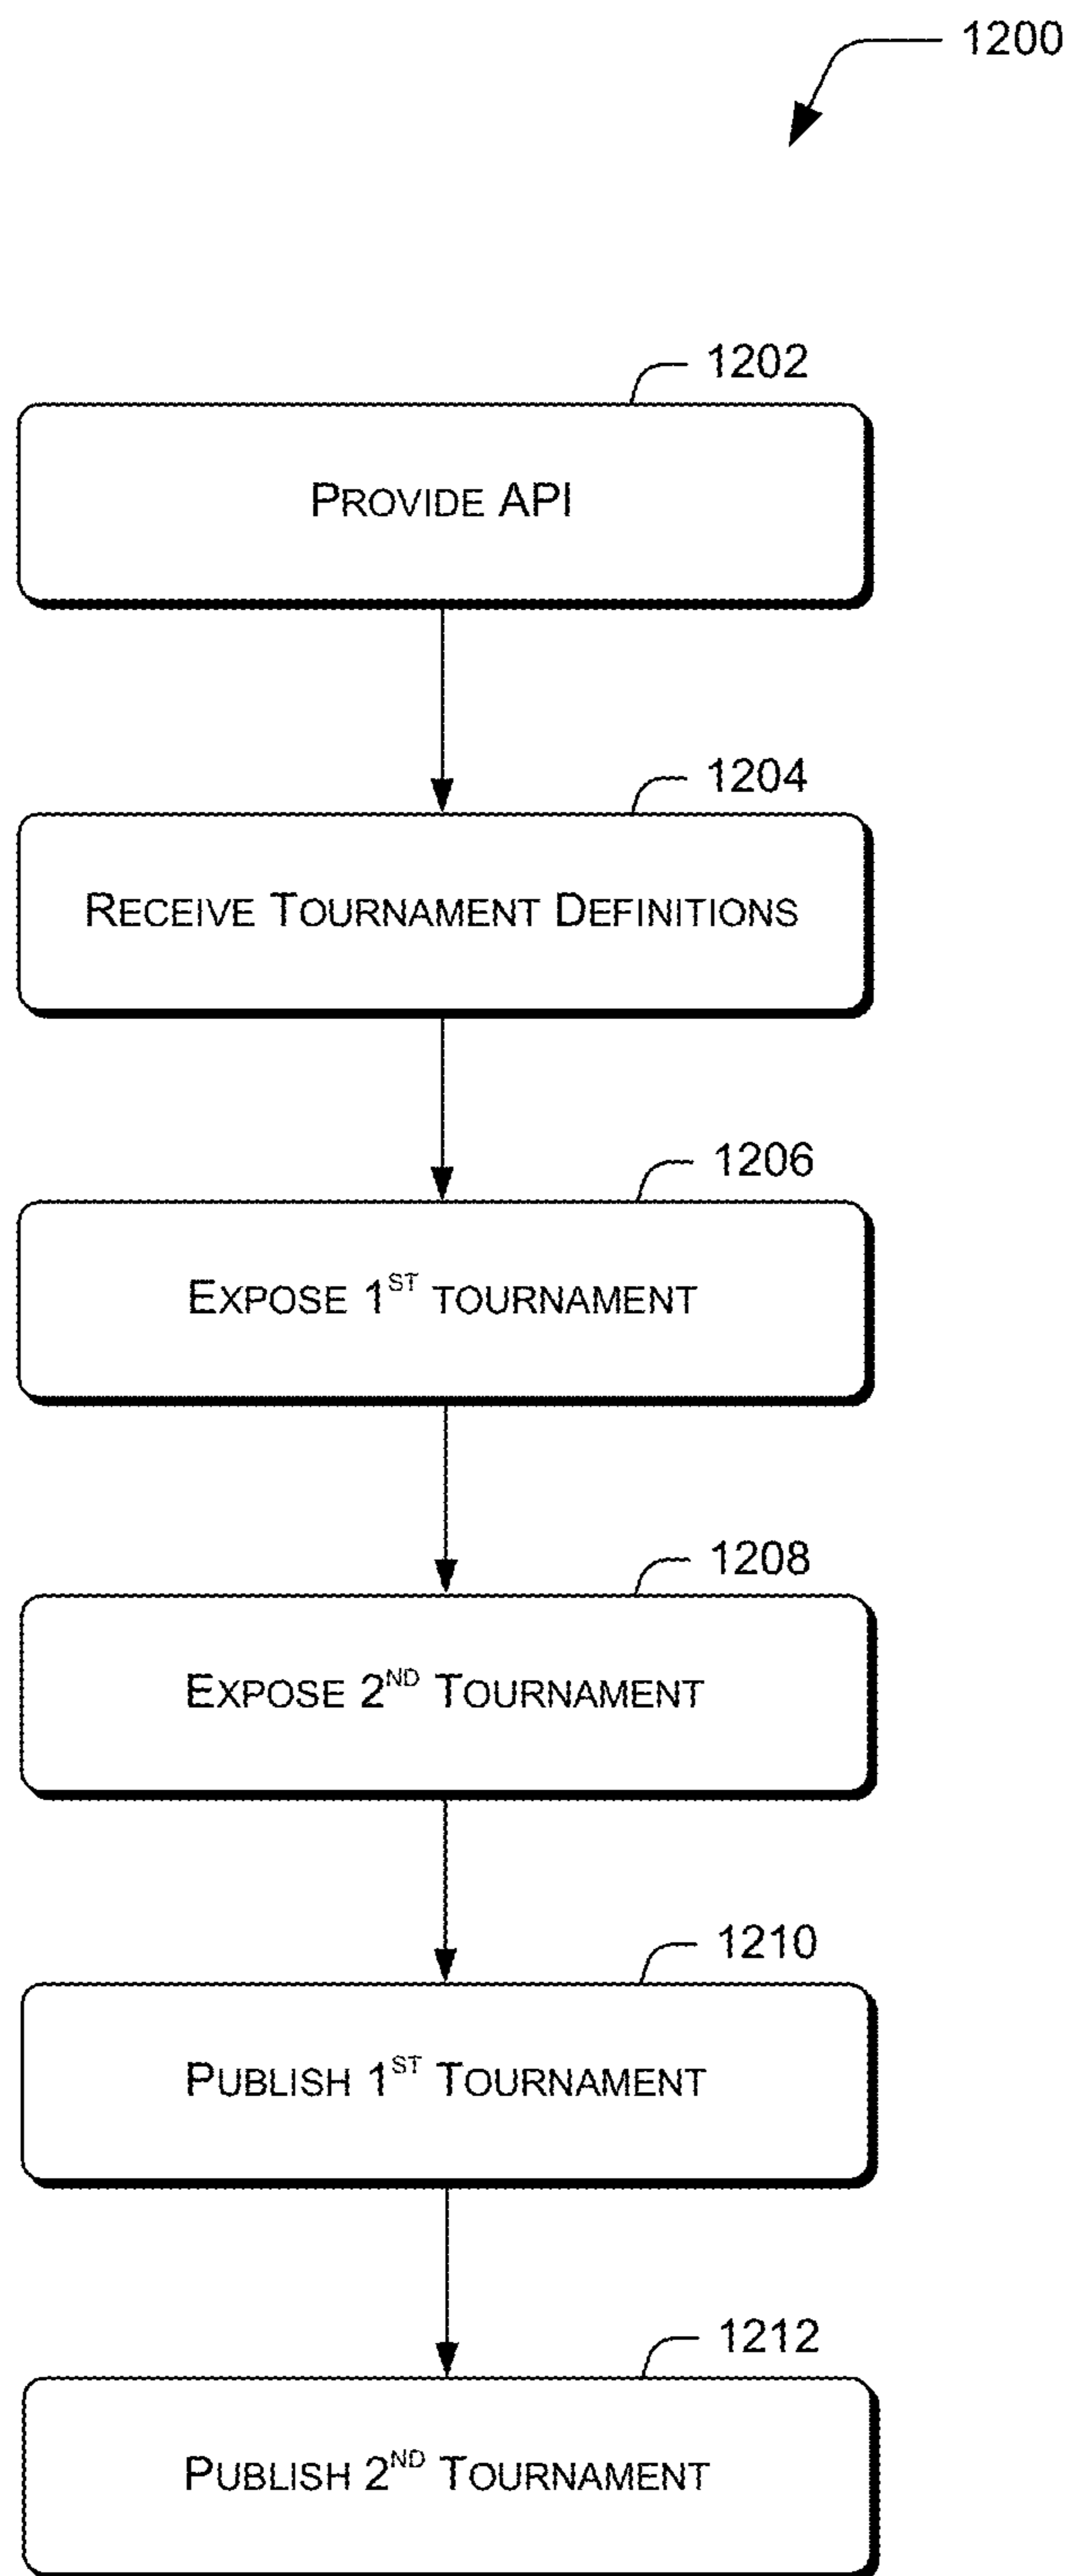 1200
1202
PROVIDE API
1204
RECEIVE TOURNAMENT DEFINITIONS
1206
EXPOSE 1ST TOURNAMENT
1208
EXPOSE 2ND TOURNAMENT
1210
PUBLISH 1ST TOURNAMENT
1212
PUBLISH 2ND TOURNAMENT